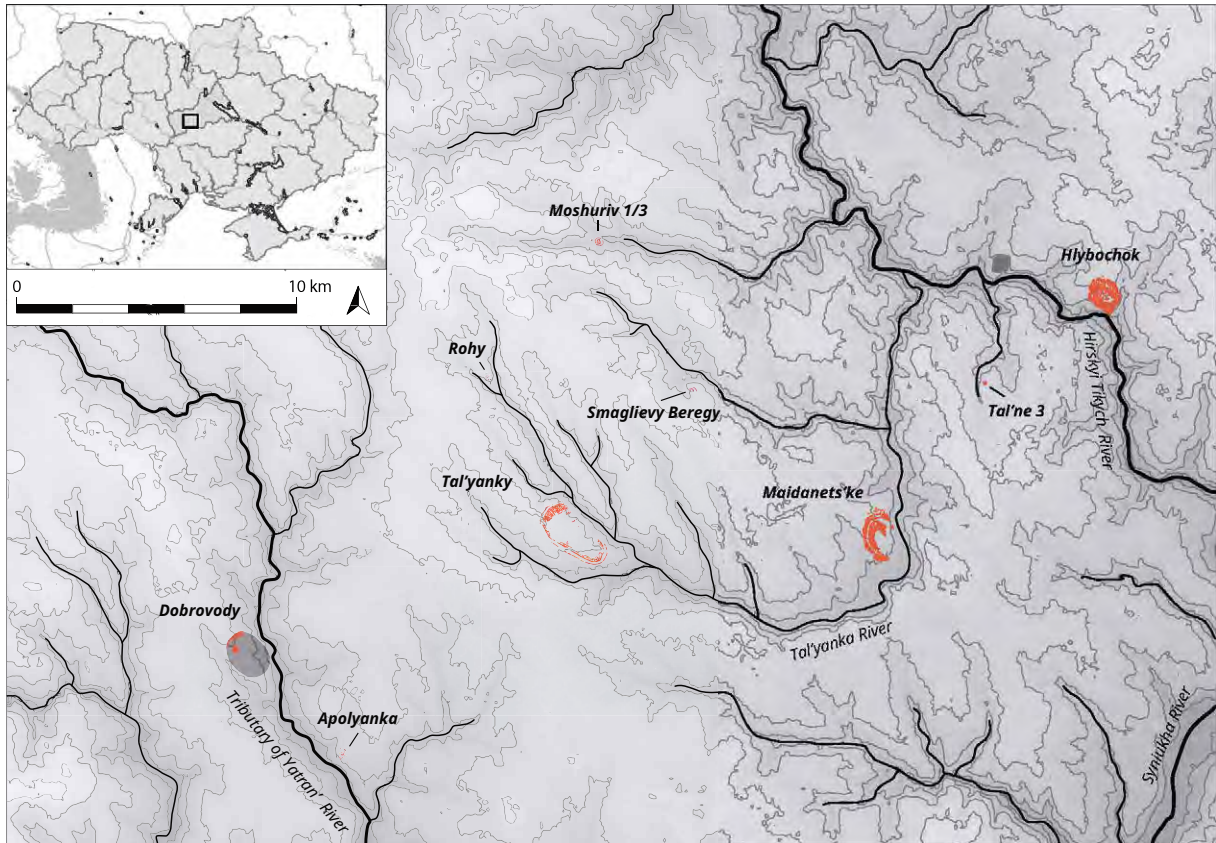 0 10 km
Moshuriv 1/3
Hlybochok
Rohy
Smaglievy Beregy
Tal'ne 3
Hirskyi Tikych River
Tal'yanky
Maidanets'ke
Dobrovody
Tal'yanka River
Apolyanka
Tributary of Yatran' River
Syniukha River